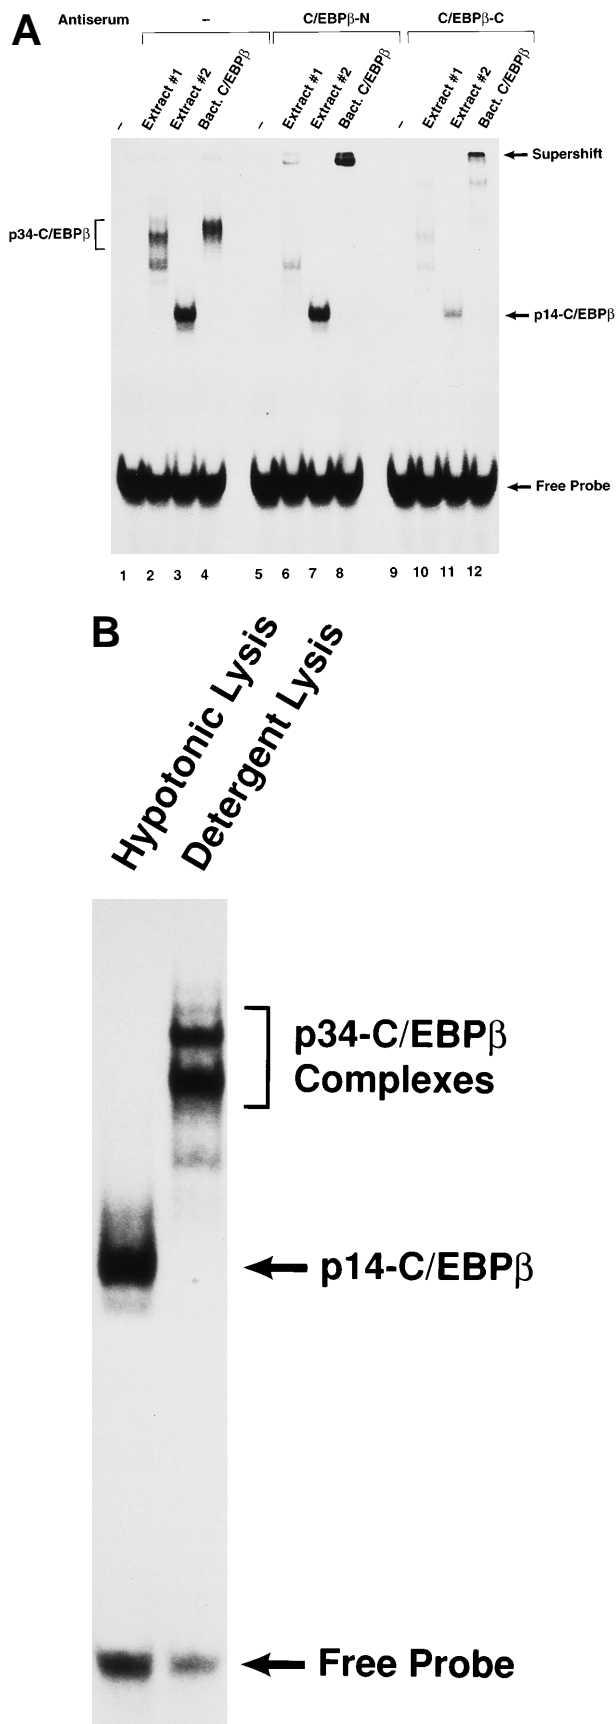 A
Antiserum – C/EBPβ-N C/EBPβ-C
– Extract #1 Extract #2 Bact. C/EBPβ – Extract #1 Extract #2 Bact. C/EBPβ – Extract #1 Extract #2 Bact. C/EBPβ
Supershift
p34-C/EBPβ
p14-C/EBPβ
Free Probe
1 2 3 4 5 6 7 8 9 10 11 12
B
Hypotonic Lysis
Detergent Lysis
p34-C/EBPβ
Complexes
p14-C/EBPβ
Free Probe